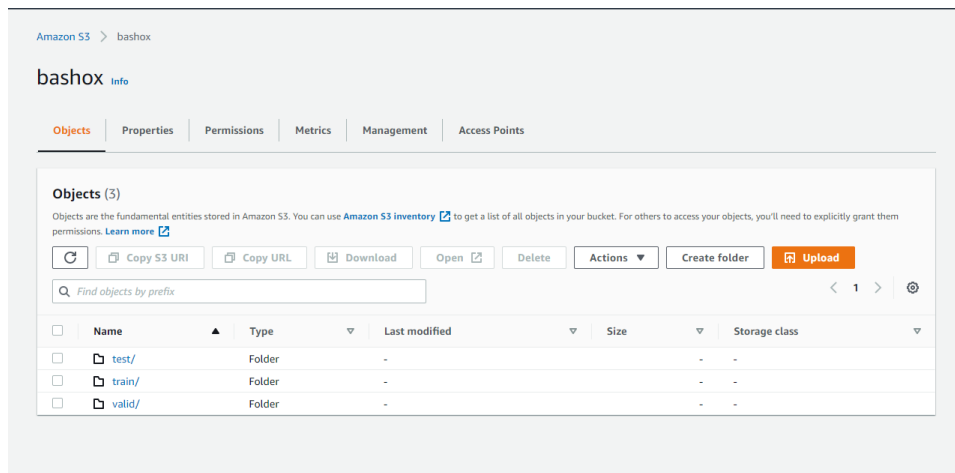 Amazon S3 > bashox
bashox Info
Objects Properties Permissions Metrics Management Access Points
Objects (3)
Objects are the fundamental entities stored in Amazon S3. You can use Amazon S3 inventory to get a list of all objects in your bucket. For others to access your objects, you'll need to explicitly grant them
permissions. Learn more
Copy S3 URI Copy URL Download Open Delete Actions Create folder Upload
Find objects by prefix < 1 >
Name Type Last modified Size Storage class
test/ Folder - - -
train/ Folder - - -
valid/ Folder - - -